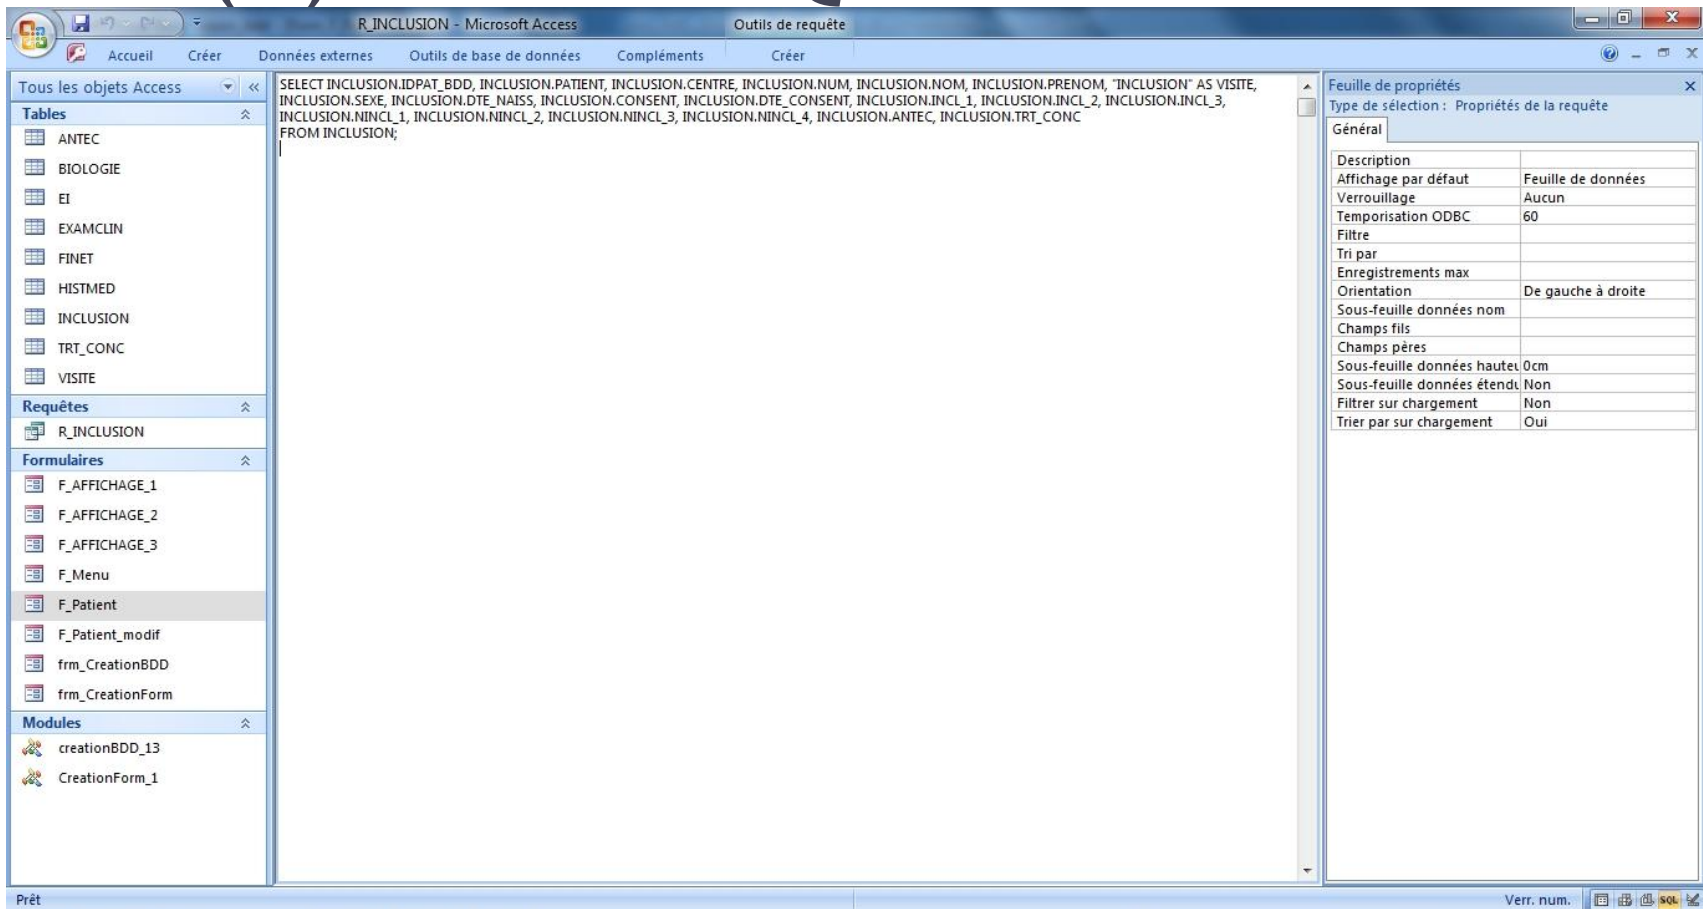 R_INCLUSION - Microsoft Access
Outils de requête
Accueil Créer Données externes Outils de base de données Compléments Créer
Tous les objets Access
Tables
ANTEC
BIOLOGIE
EI
EXAMCLIN
FINET
HISTMED
INCLUSION
TRT_CONC
VISITE
Requêtes
R_INCLUSION
Formulaires
F_AFFICHAGE_1
F_AFFICHAGE_2
F_AFFICHAGE_3
F_Menu
F_Patient
F_Patient_modif
frm_CreationBDD
frm_CreationForm
Modules
creationBDD_13
CreationForm_1
SELECT INCLUSION.IDPAT_BDD, INCLUSION.PATIENT, INCLUSION.CENTRE, INCLUSION.NUM, INCLUSION.NOM, INCLUSION.PRENOM, "INCLUSION" AS VISITE,
INCLUSION.SEXE, INCLUSION.DTE_NAISS, INCLUSION.CONSENT, INCLUSION.DTE_CONSENT, INCLUSION.INCL_1, INCLUSION.INCL_2, INCLUSION.INCL_3,
INCLUSION.NINCL_1, INCLUSION.NINCL_2, INCLUSION.NINCL_3, INCLUSION.NINCL_4, INCLUSION.ANTEC, INCLUSION.TRT_CONC
FROM INCLUSION;
Feuille de propriétés
Type de sélection : Propriétés de la requête
Général
Description
Affichage par défaut Feuille de données
Verrouillage Aucun
Temporisation ODBC 60
Filtre
Tri par
Enregistrements max
Orientation De gauche à droite
Sous-feuille données nom
Champs fils
Champs pères
Sous-feuille données hauteu 0cm
Sous-feuille données étendu Non
Filtrer sur chargement Non
Trier par sur chargement Oui
Prêt
Verr. num. SQL